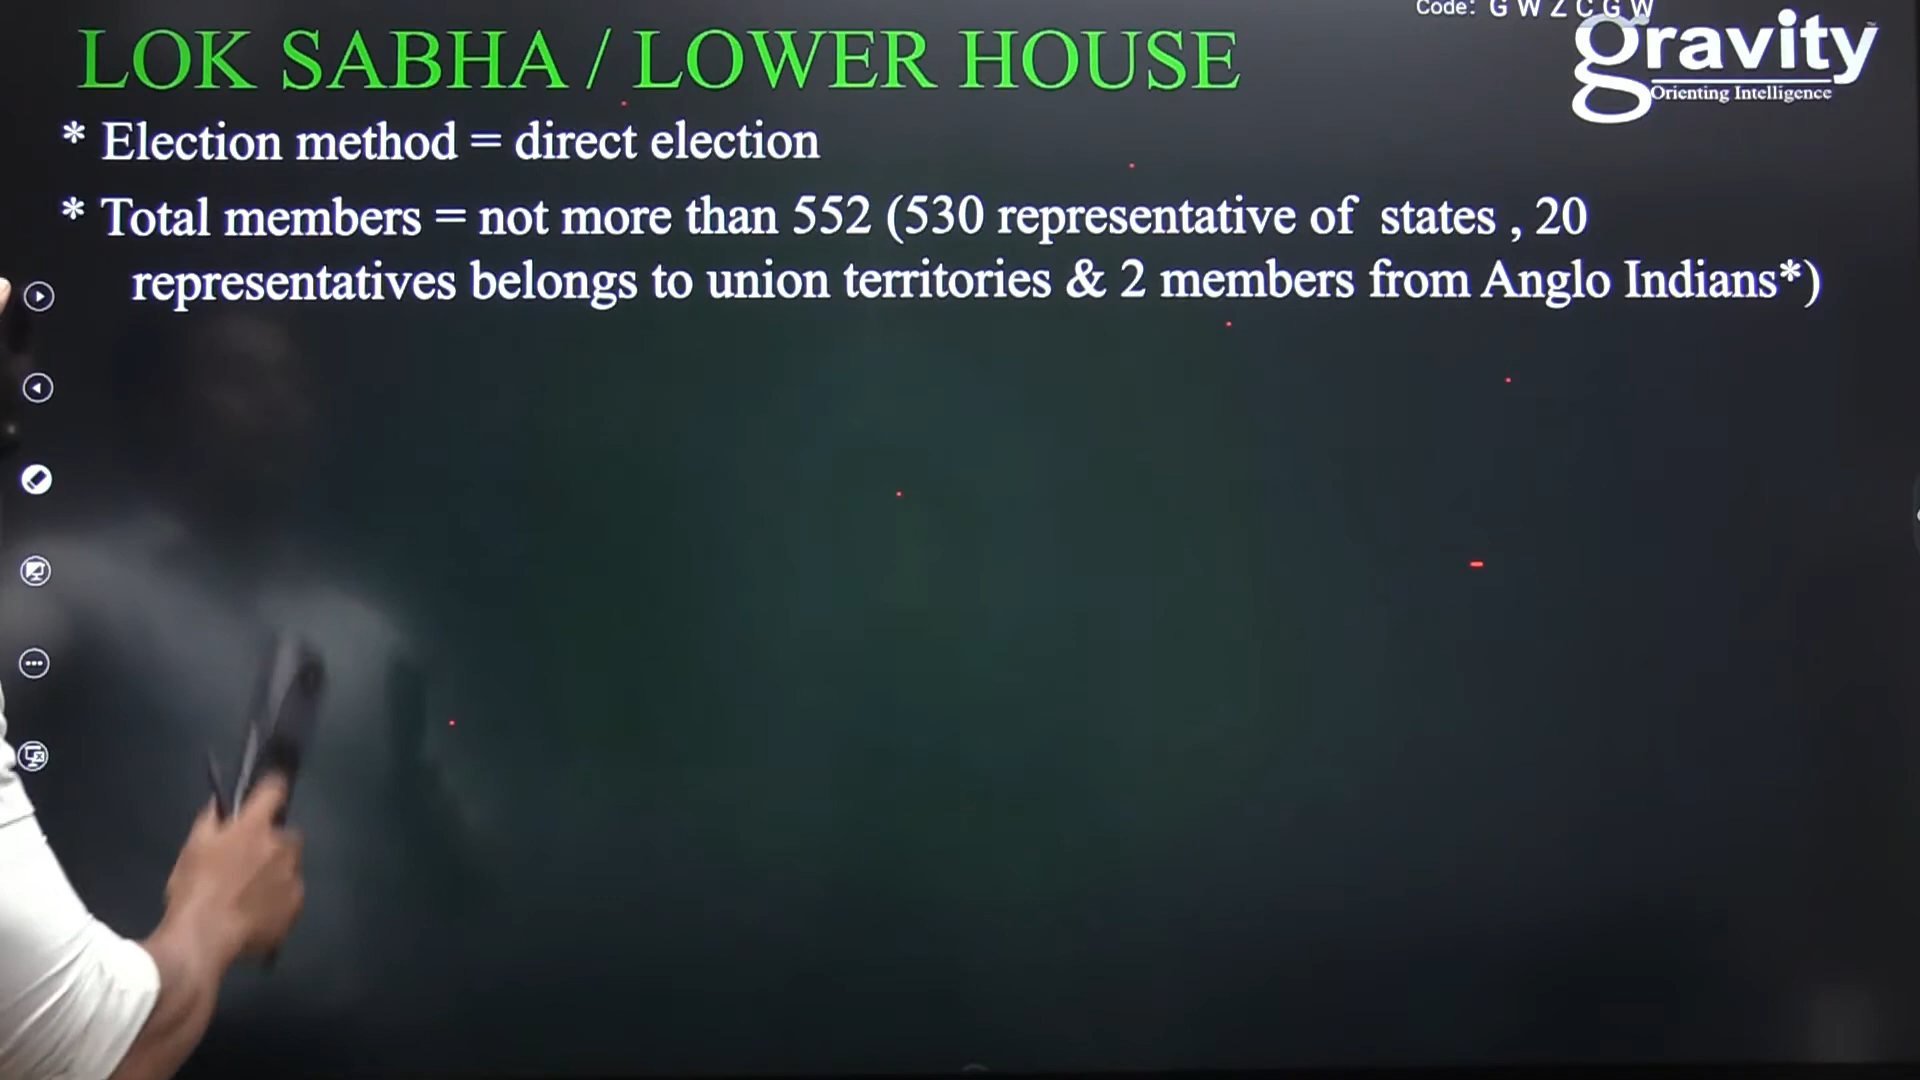 Code: G W Z C G W
LOK SABHA / LOWER HOUSE
gravity
Orienting Intelligence
* Election method = direct election
* Total members = not more than 552 (530 representative of states , 20
representatives belongs to union territories & 2 members from Anglo Indians*)